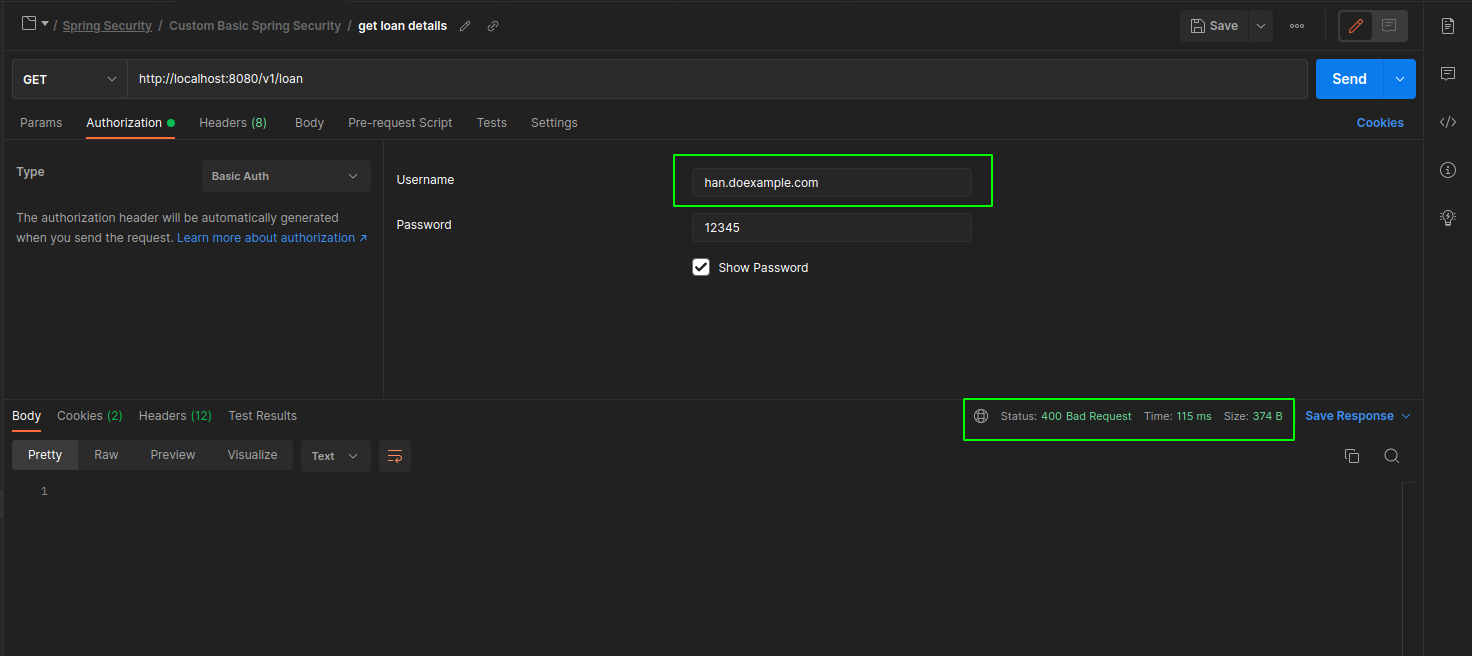 / Spring Security / Custom Basic Spring Security / get loan details
Save
GET
http://localhost:8080/v1/loan
Send
Params
Authorization
Headers (8)
Body
Pre-request Script
Tests
Settings
Cookies
Type
Basic Auth
The authorization header will be automatically generated
when you send the request. Learn more about authorization ↗
Username
han.doexample.com
Password
12345
Show Password
Body
Cookies (2)
Headers (12)
Test Results
Status: 400 Bad Request Time: 115 ms Size: 374 B
Save Response
Pretty
Raw
Preview
Visualize
Text
1